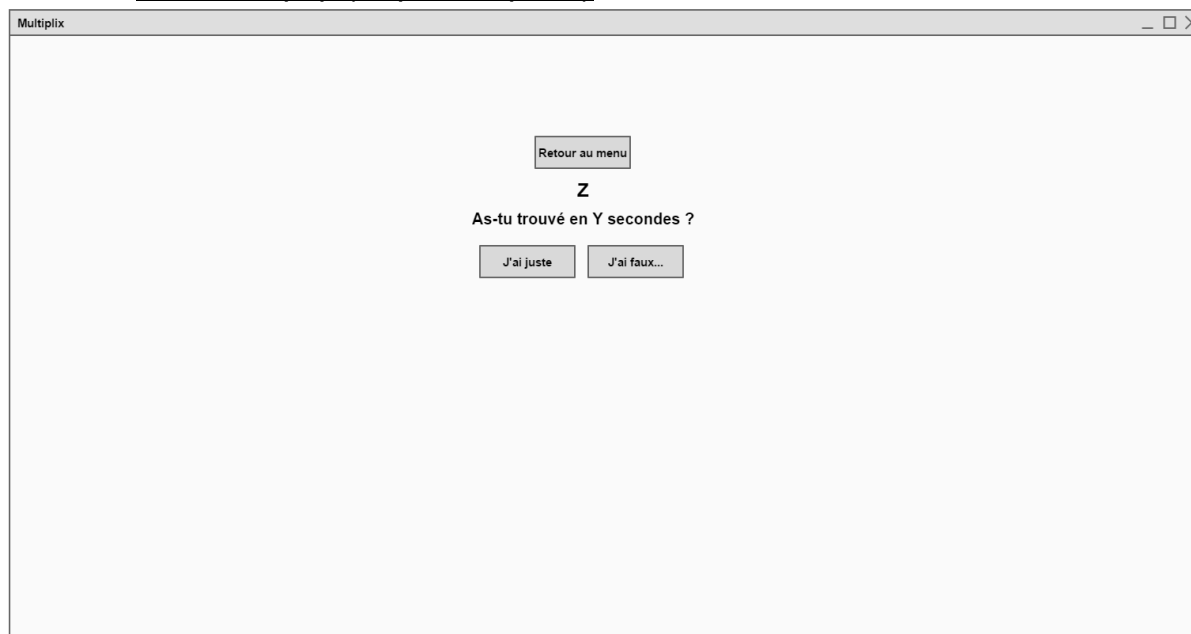 Multiplix
Retour au menu
Z
As-tu trouvé en Y secondes ?
J'ai juste
J'ai faux...